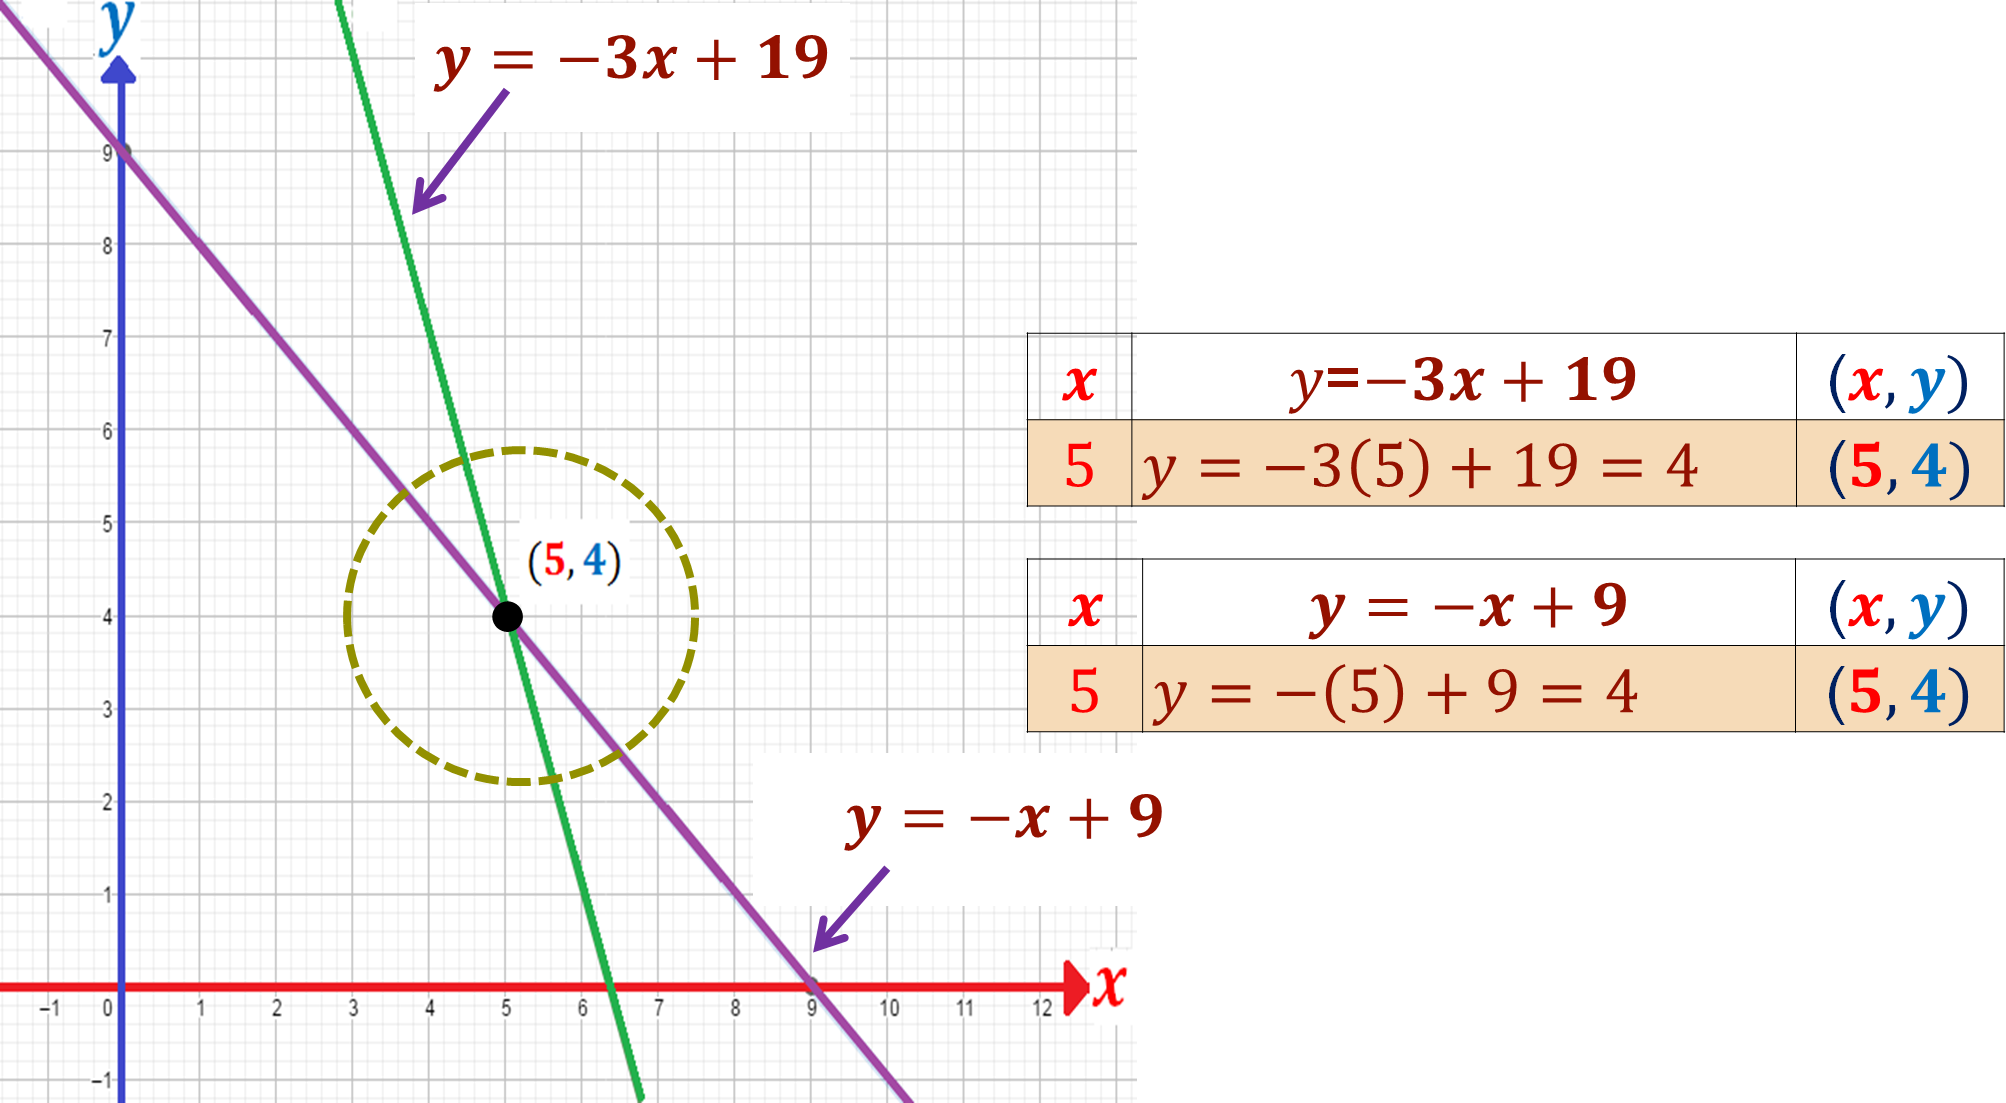 y
y = −3x + 19
9
8
7
6
5
4
3
2
1
−1
(5, 4)
y = −x + 9
−1 0 1 2 3 4 5 6 7 8 9 10 11 12
x
x y=−3x + 19 (x, y)
5 y = −3(5) + 19 = 4 (5, 4)
x y = −x + 9 (x, y)
5 y = −(5) + 9 = 4 (5, 4)